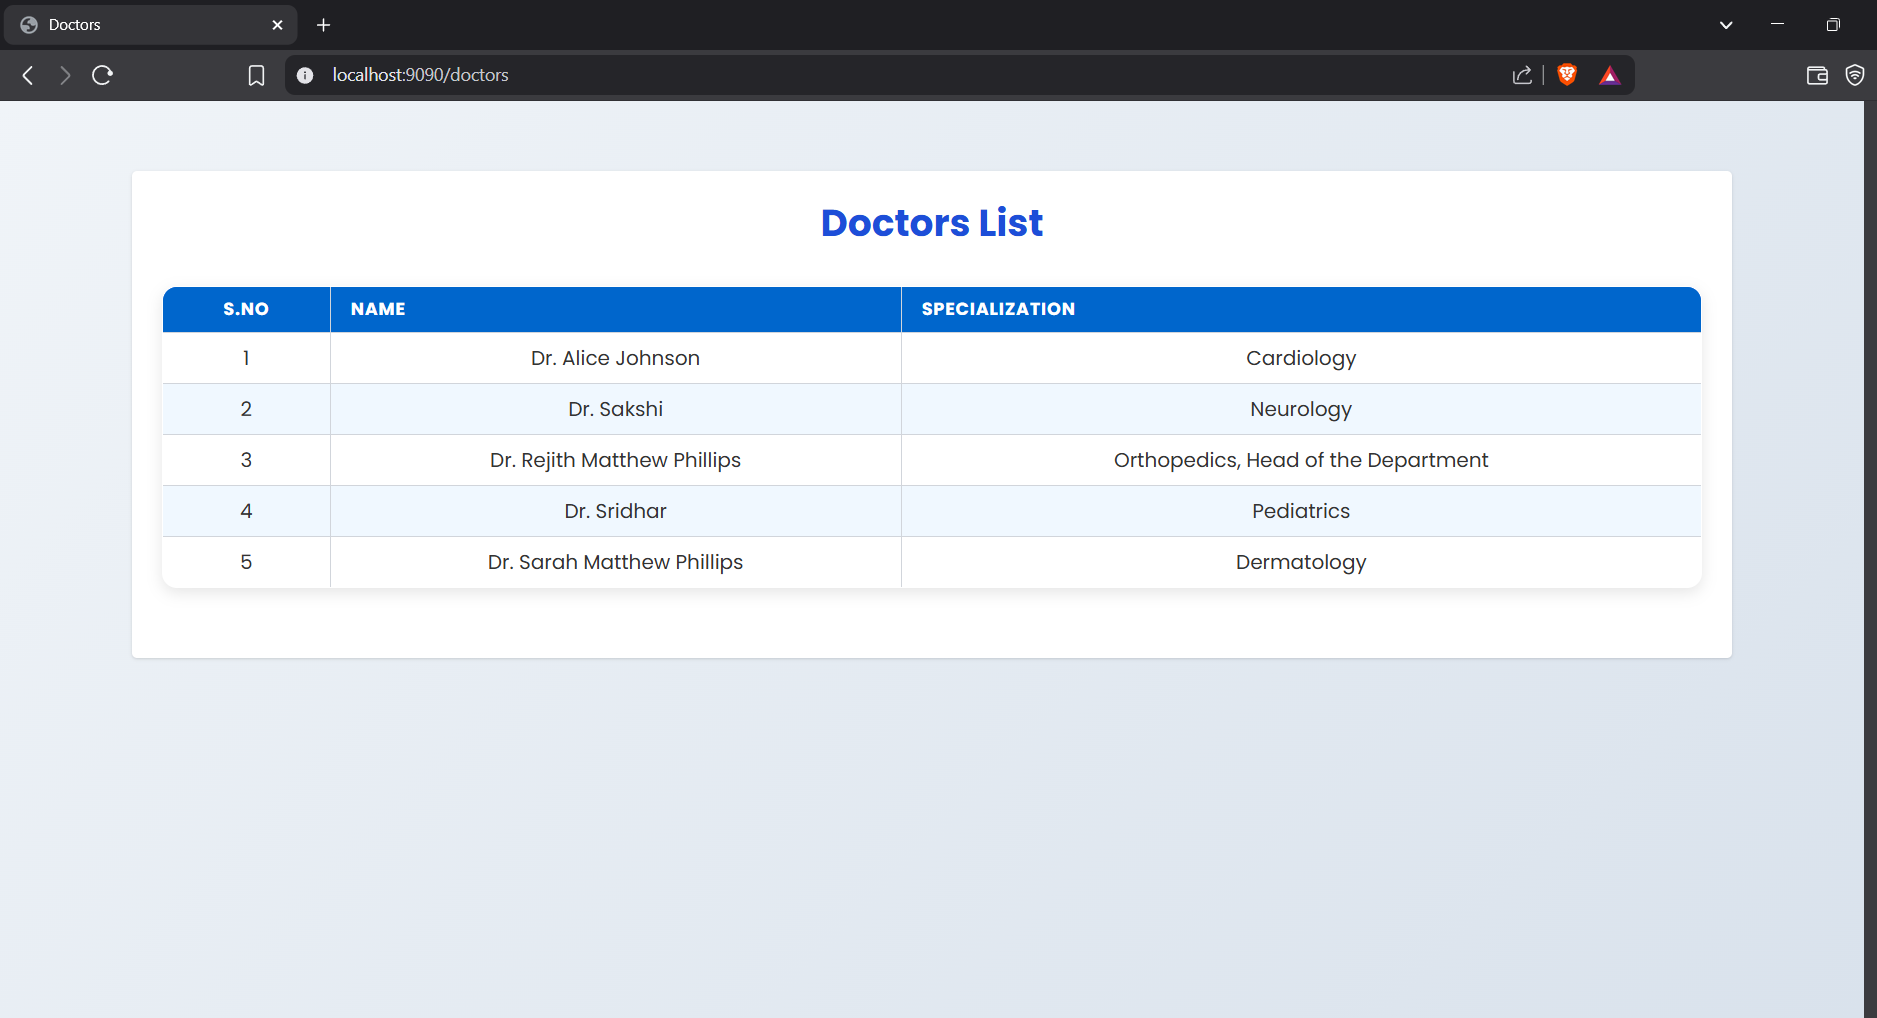 Doctors
localhost:9090/doctors
Doctors List
S.NO NAME SPECIALIZATION
1 Dr. Alice Johnson Cardiology
2 Dr. Sakshi Neurology
3 Dr. Rejith Matthew Phillips Orthopedics, Head of the Department
4 Dr. Sridhar Pediatrics
5 Dr. Sarah Matthew Phillips Dermatology